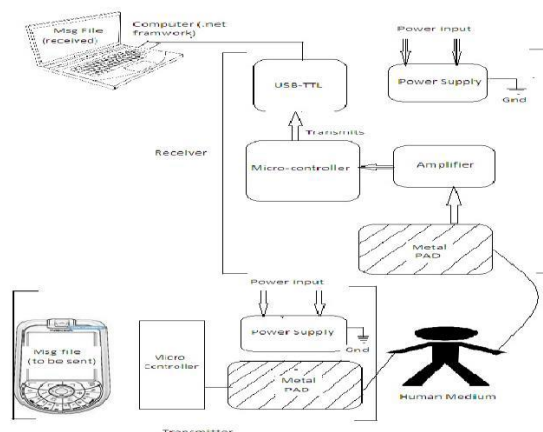 Msg File
(received)
Computer (.net
framwork)
Power Input
USB-TTL
Power Supply
Gnd
Transmits
Receiver
Micro-controller
Amplifier
Metal
PAD
Power Input
Msg file
(to be sent)
Micro
Controller
Power Supply
Gnd
Metal
PAD
Human Medium
Transmitter